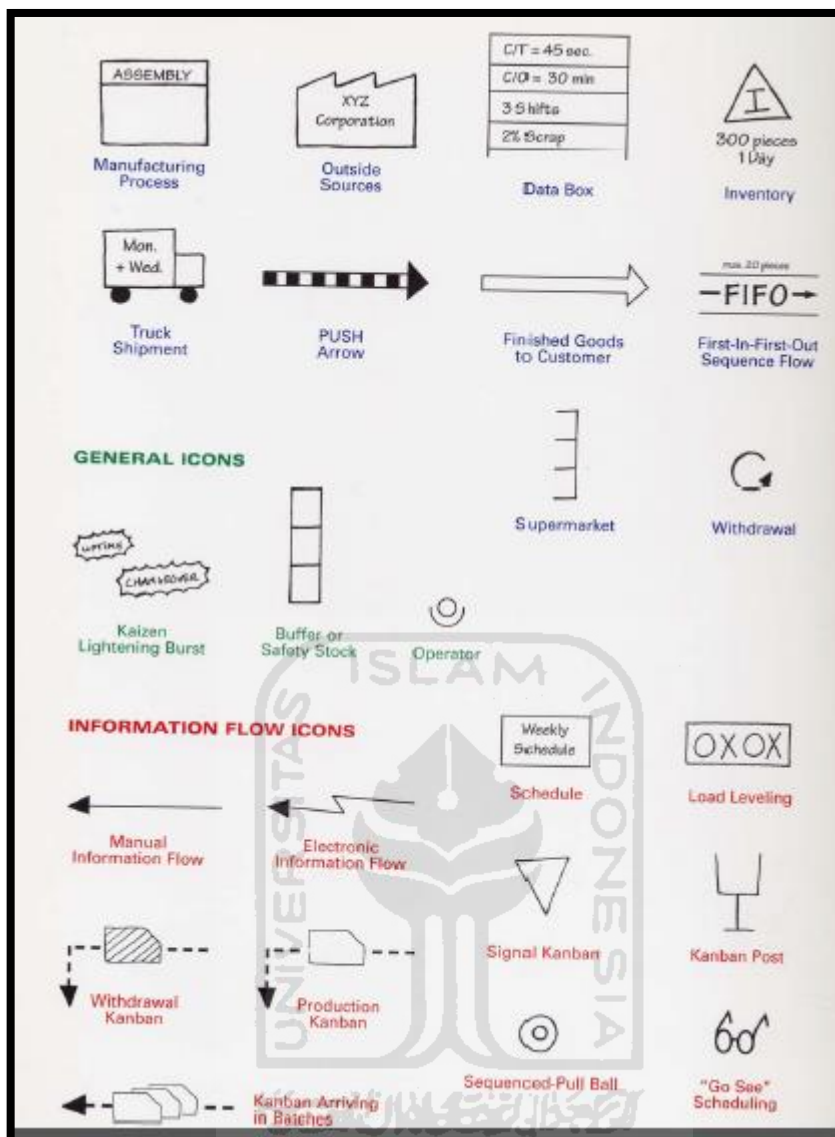 ASSEMBLY
Manufacturing
Process
XYZ
Corporation
Outside
Sources
C/T = 45 sec.
C/O = 30 min
3 Shifts
2% Scrap
Data Box
I
300 pieces
1 Day
Inventory
Mon.
+ Wed.
Truck
Shipment
PUSH
Arrow
Finished Goods
to Customer
max. 20 pieces
FIFO
First-In-First-Out
Sequence Flow
Supermarket
Withdrawal
GENERAL ICONS
UPTIME
CHANGEOVER
Kaizen
Lightening Burst
Buffer or
Safety Stock
Operator
INFORMATION FLOW ICONS
Manual
Information Flow
Electronic
Information Flow
Weekly
Schedule
Schedule
OXOX
Load Leveling
Signal Kanban
Kanban Post
Withdrawal
Kanban
Production
Kanban
Sequenced-Pull Ball
"Go See"
Scheduling
Kanban Arriving
in Batches
UNIVERSITAS
ISLAM
INDONESIA